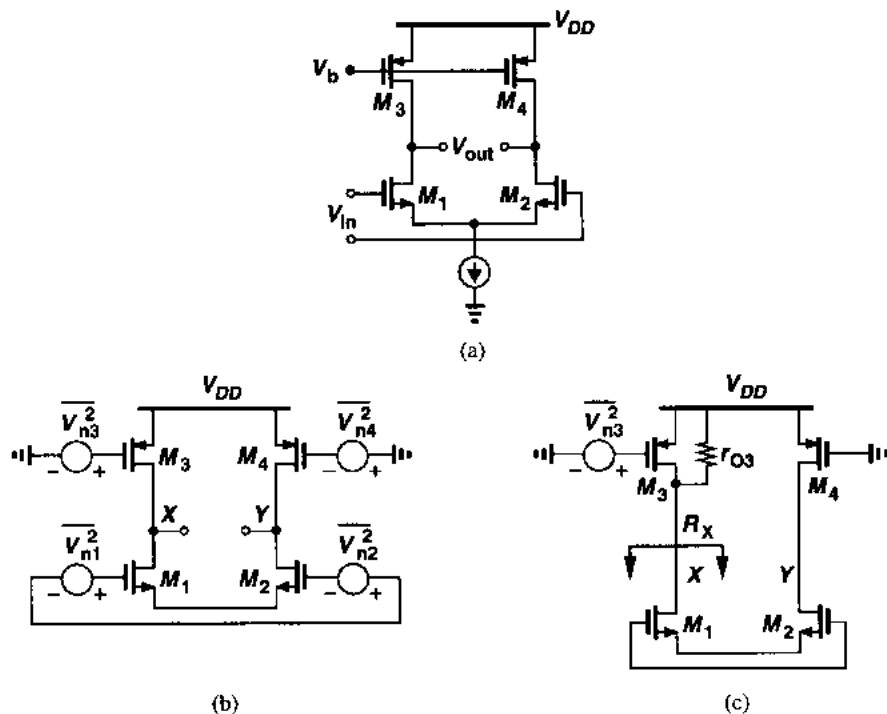 V_DD
V_b
M_3
M_4
V_out
M_1
M_2
V_in
(a)
V_DD
V_n3^2
V_n4^2
M_3
M_4
- +
- +
X
Y
V_n1^2
V_n2^2
M_1
M_2
- +
- +
(b)
V_DD
V_n3^2
r_O3
- +
M_3
M_4
R_X
X
Y
M_1
M_2
(c)